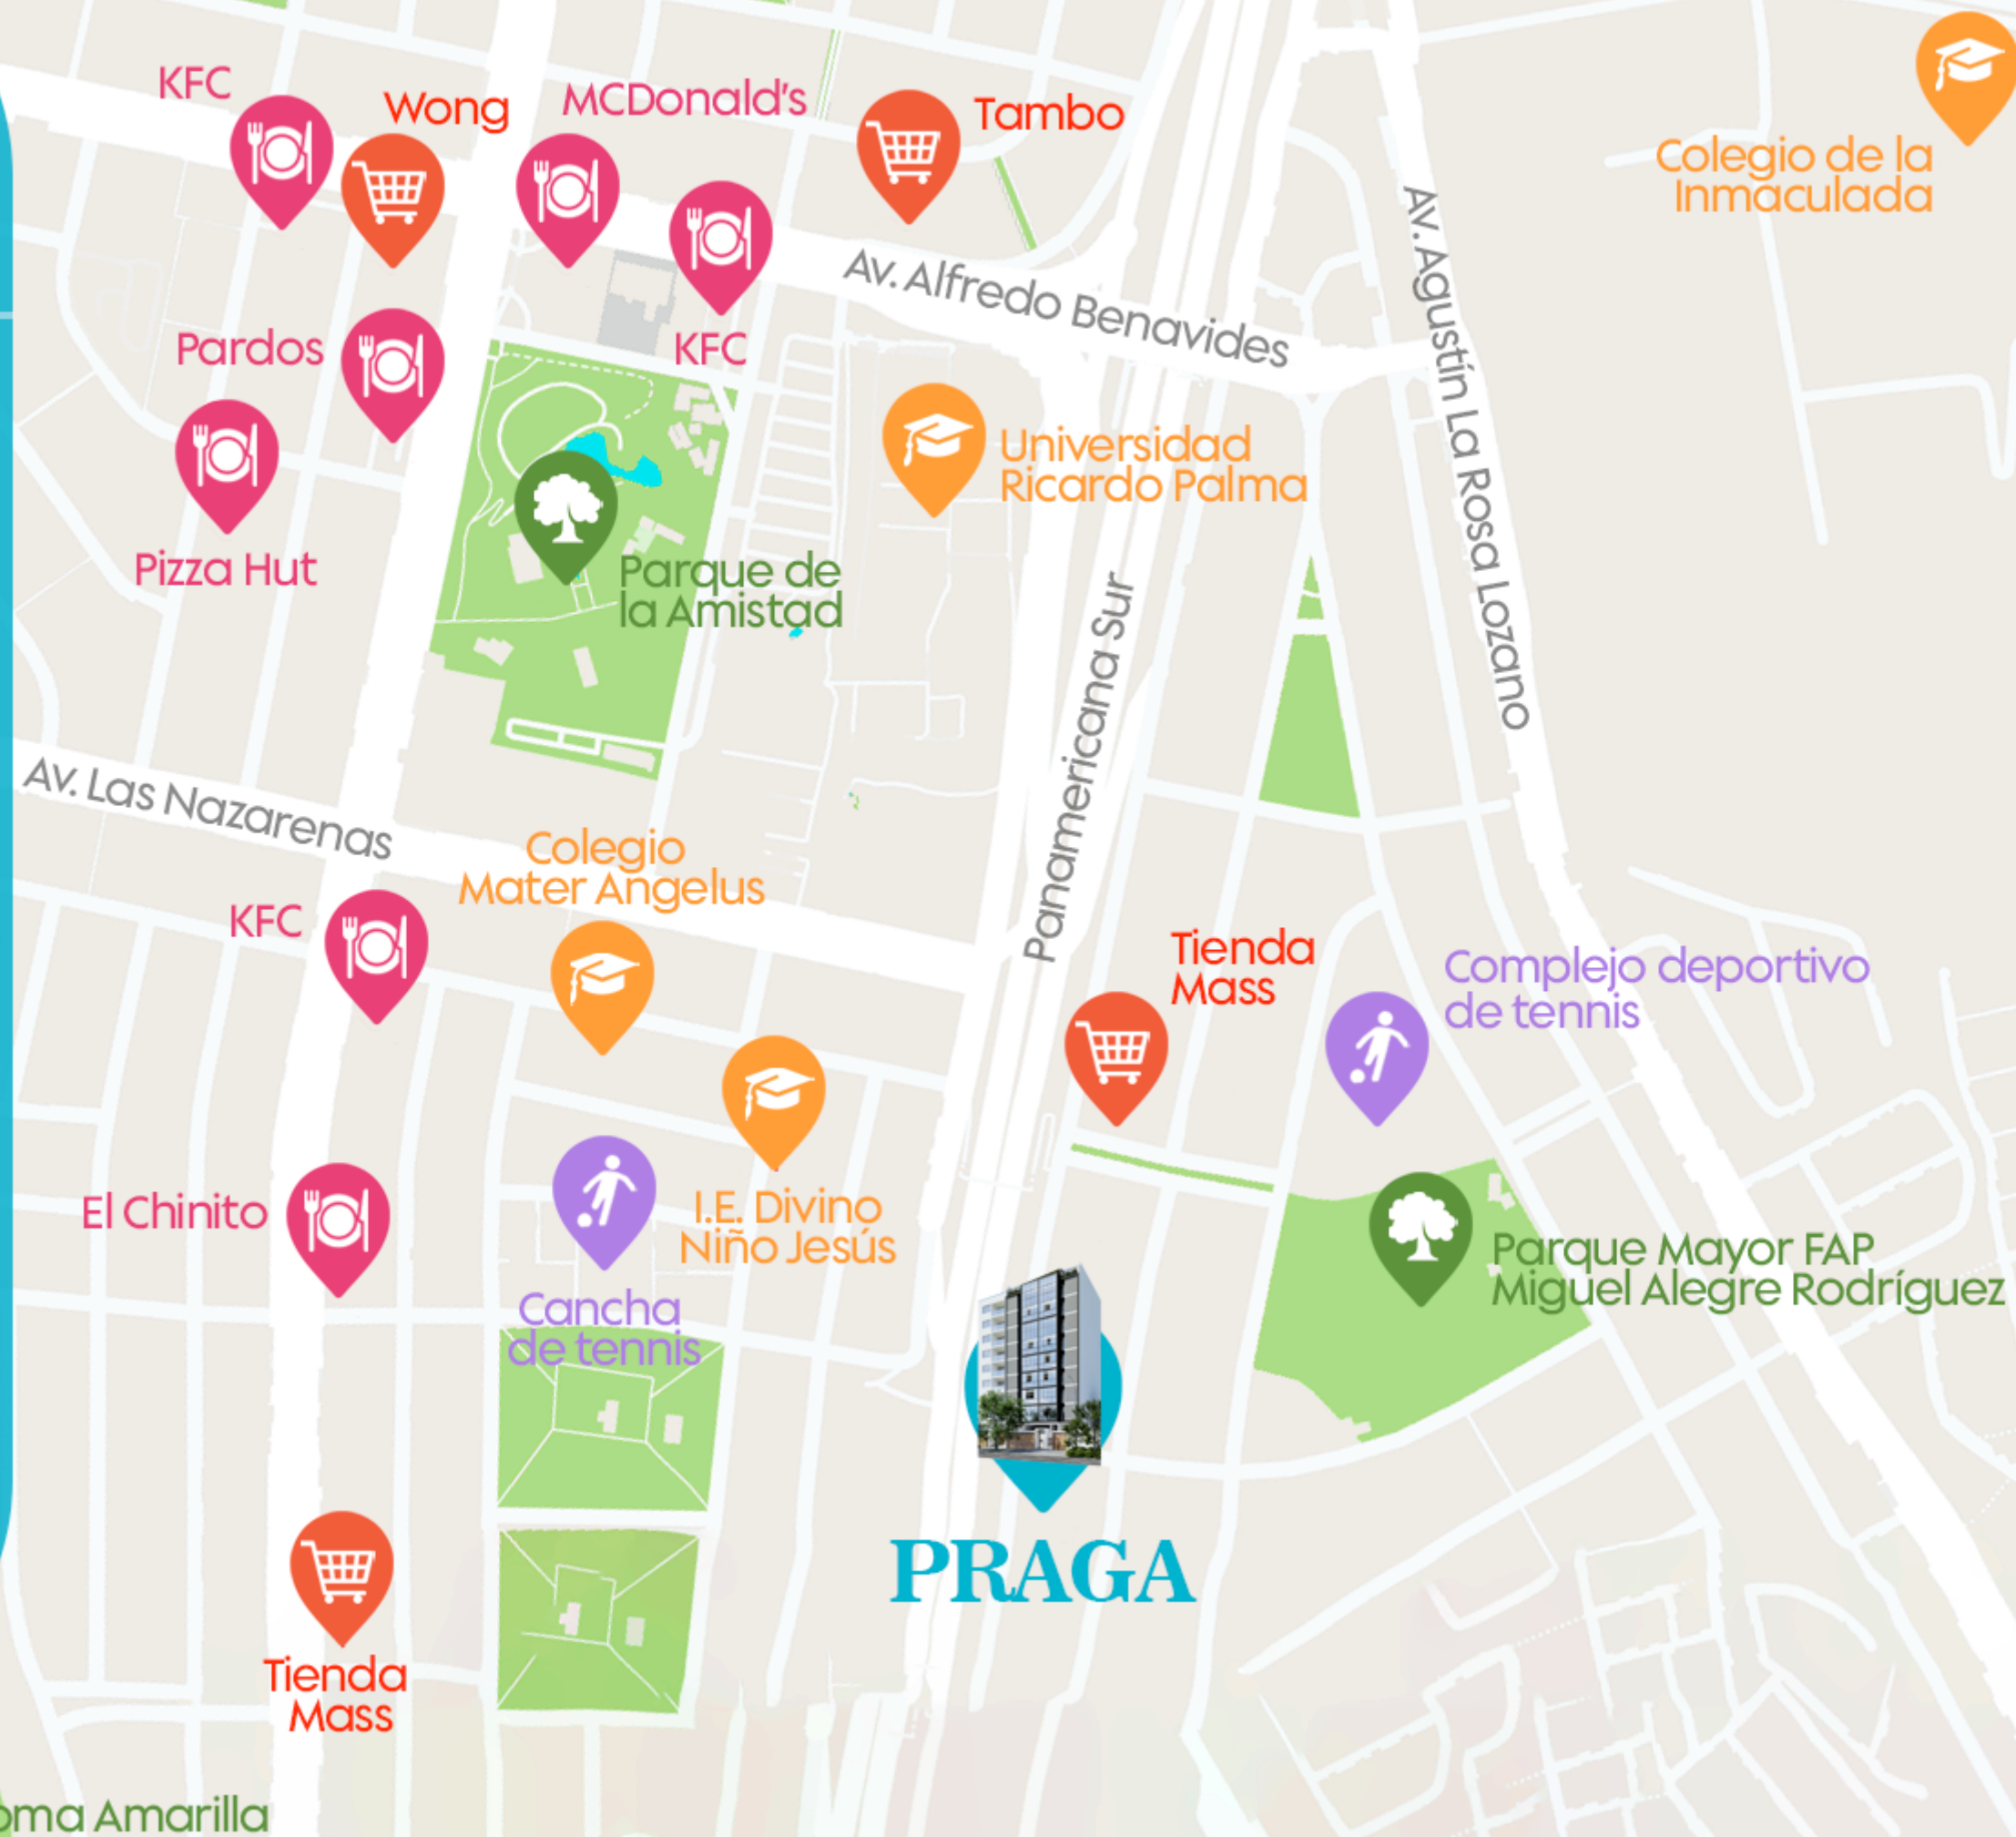 KFC
Wong
MCDonald's
Tambo
Colegio de la
Inmaculada
Av. Alfredo Benavides
Av. Agustín La Rosa Lozano
Pardos
KFC
Universidad
Ricardo Palma
Pizza Hut
Parque de
la Amistad
Panamericana Sur
Av. Las Nazarenas
Colegio
Mater Angelus
KFC
Tienda
Mass
Complejo deportivo
de tennis
El Chinito
I.E. Divino
Niño Jesús
Parque Mayor FAP
Miguel Alegre Rodríguez
Cancha
de tennis
PRAGA
Tienda
Mass
Amarilla